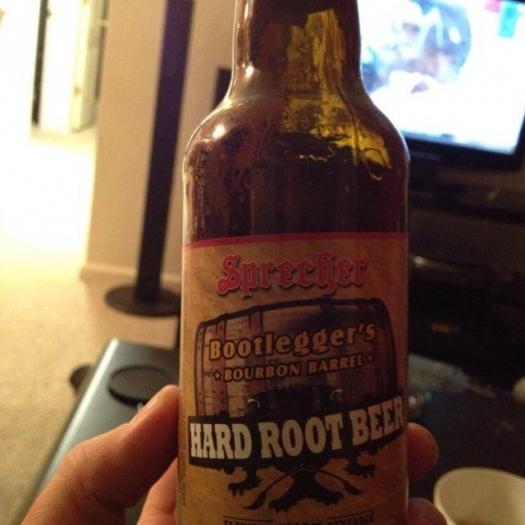 Sprecher
Bootlegger's
• BOURBON BARREL •
HARD ROOT BEER